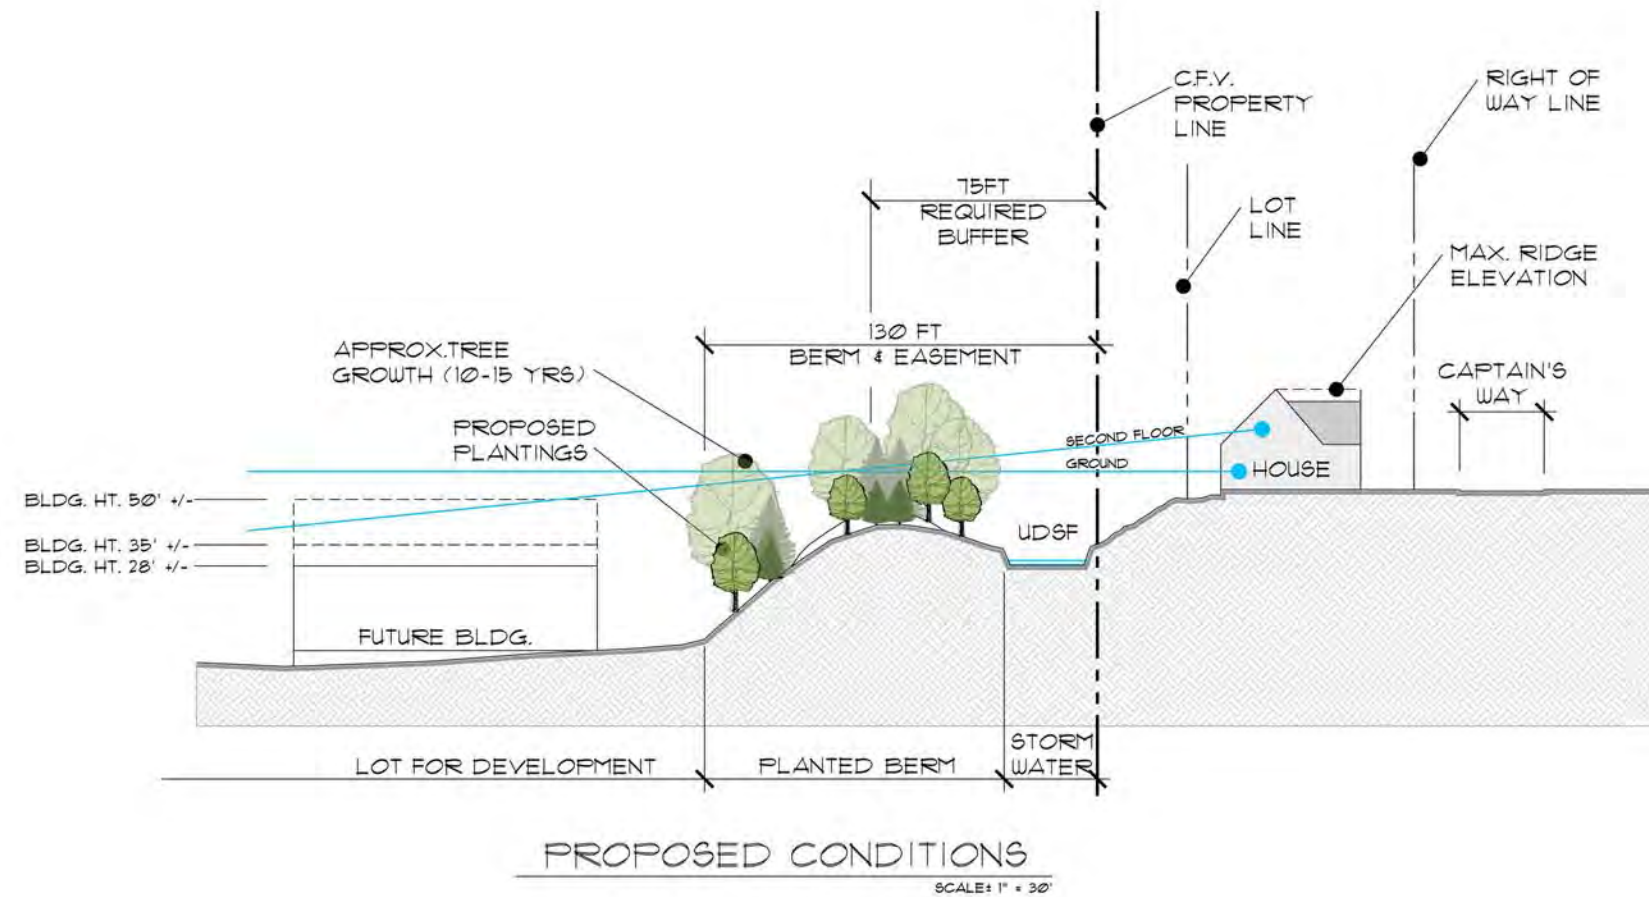 C.F.V.
PROPERTY
LINE
RIGHT OF
WAY LINE
75FT
REQUIRED
BUFFER
LOT
LINE
MAX. RIDGE
ELEVATION
130 FT
BERM & EASEMENT
APPROX.TREE
GROWTH (10-15 YRS)
CAPTAIN'S
WAY
PROPOSED
PLANTINGS
SECOND FLOOR
GROUND
HOUSE
BLDG. HT. 50' +/-
BLDG. HT. 35' +/-
BLDG. HT. 28' +/-
UDSF
FUTURE BLDG.
LOT FOR DEVELOPMENT
PLANTED BERM
STORM
WATER
PROPOSED CONDITIONS
SCALE: 1" = 30'